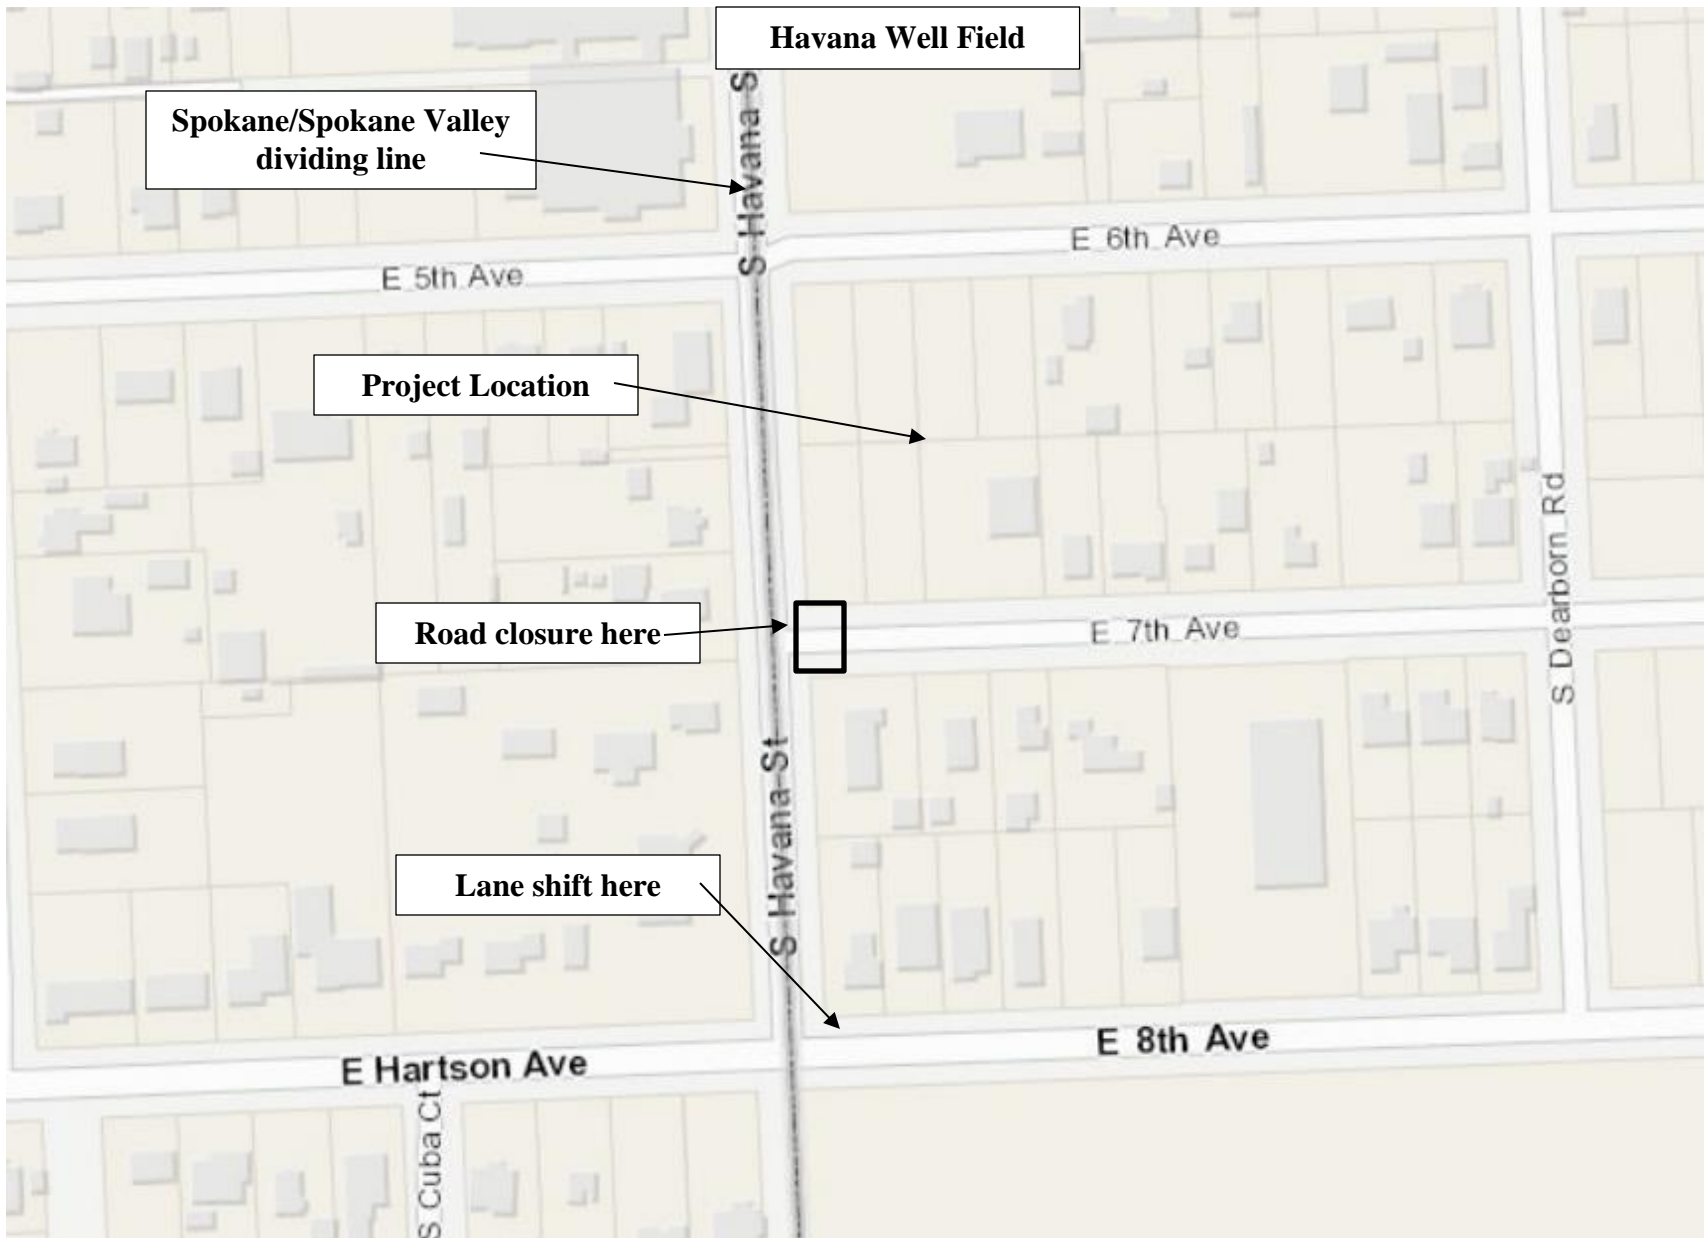 Havana Well Field
Spokane/Spokane Valley
dividing line
S Havana S
E 6th Ave
E 5th Ave
Project Location
S Dearborn Rd
Road closure here
E 7th Ave
S Havana St
Lane shift here
E 8th Ave
E Hartson Ave
S Cuba Ct